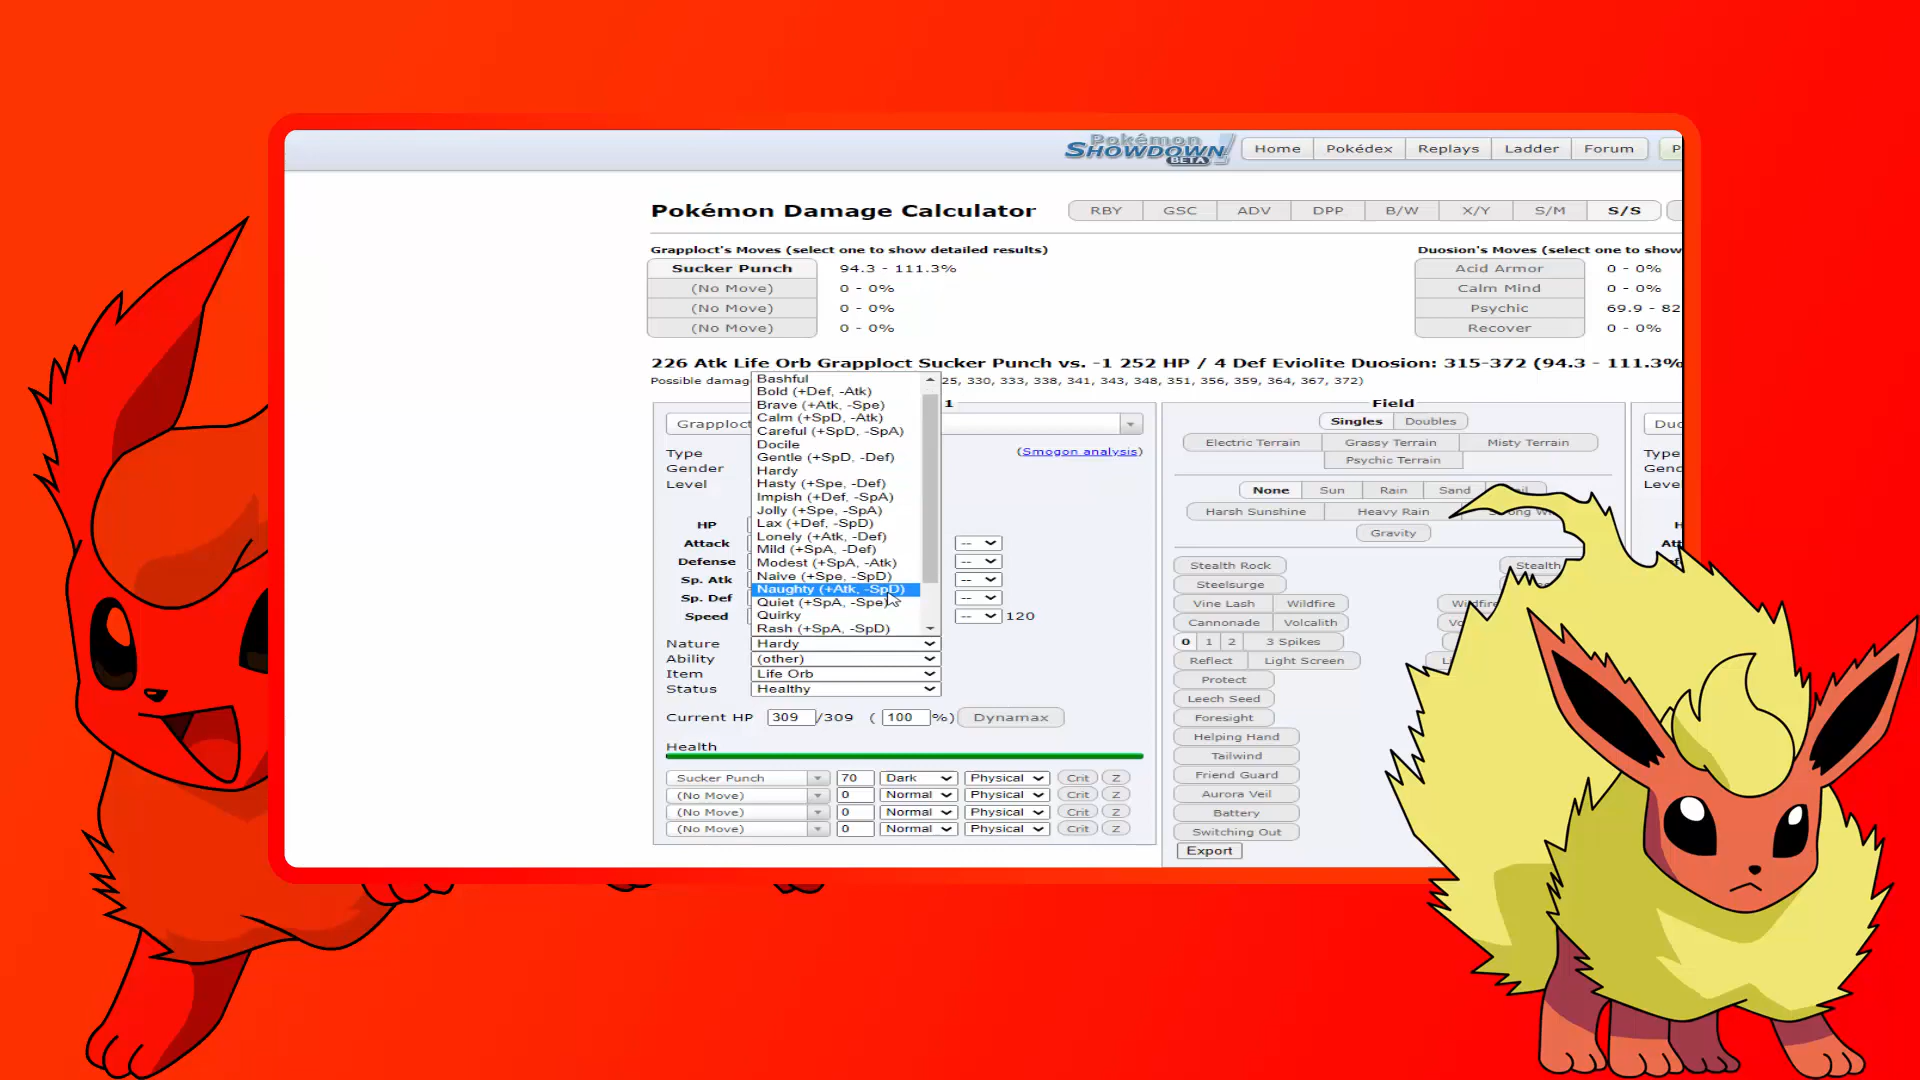 Pokémon
SHOWDOWN!
BETA
Home Pokédex Replays Ladder Forum
Pokémon Damage Calculator
RBY GSC ADV DPP B/W X/Y S/M S/S
Grapploct's Moves (select one to show detailed results)
Sucker Punch 94.3 - 111.3%
(No Move) 0 - 0%
(No Move) 0 - 0%
(No Move) 0 - 0%
Duosion's Moves (select one to show
Acid Armor 0 - 0%
Calm Mind 0 - 0%
Psychic 69.9 - 82
Recover 0 - 0%
226 Atk Life Orb Grapploct Sucker Punch vs. -1 252 HP / 4 Def Eviolite Duosion: 315-372 (94.3 - 111.3%
Possible damag 25, 330, 333, 338, 341, 343, 348, 351, 356, 359, 364, 367, 372)
Bashful
Bold (+Def, -Atk)
Brave (+Atk, -Spe)
Calm (+SpD, -Atk)
Careful (+SpD, -SpA)
Docile
Gentle (+SpD, -Def)
Hardy
Hasty (+Spe, -Def)
Impish (+Def, -SpA)
Jolly (+Spe, -SpA)
Lax (+Def, -SpD)
Lonely (+Atk, -Def)
Mild (+SpA, -Def)
Modest (+SpA, -Atk)
Naive (+Spe, -SpD)
Naughty (+Atk, -SpD)
Quiet (+SpA, -Spe)
Quirky
Rash (+SpA, -SpD)
1
Grapploct
(Smogon analysis)
Type
Gender
Level
HP
Attack --
Defense --
Sp. Atk --
Sp. Def --
Speed -- 120
Nature Hardy
Ability (other)
Item Life Orb
Status Healthy
Current HP 309 /309 ( 100 %) Dynamax
Health
Sucker Punch 70 Dark Physical Crit Z
(No Move) 0 Normal Physical Crit Z
(No Move) 0 Normal Physical Crit Z
(No Move) 0 Normal Physical Crit Z
Field
Singles Doubles
Electric Terrain Grassy Terrain Misty Terrain
Psychic Terrain
None Sun Rain Sand
Harsh Sunshine Heavy Rain
Gravity
Stealth Rock Stealth
Steelsurge
Vine Lash Wildfire
Cannonade Volcalith
0 1 2 3 Spikes
Reflect Light Screen
Protect
Leech Seed
Foresight
Helping Hand
Tailwind
Friend Guard
Aurora Veil
Battery
Switching Out
Export
Duo
Type
Gend
Leve